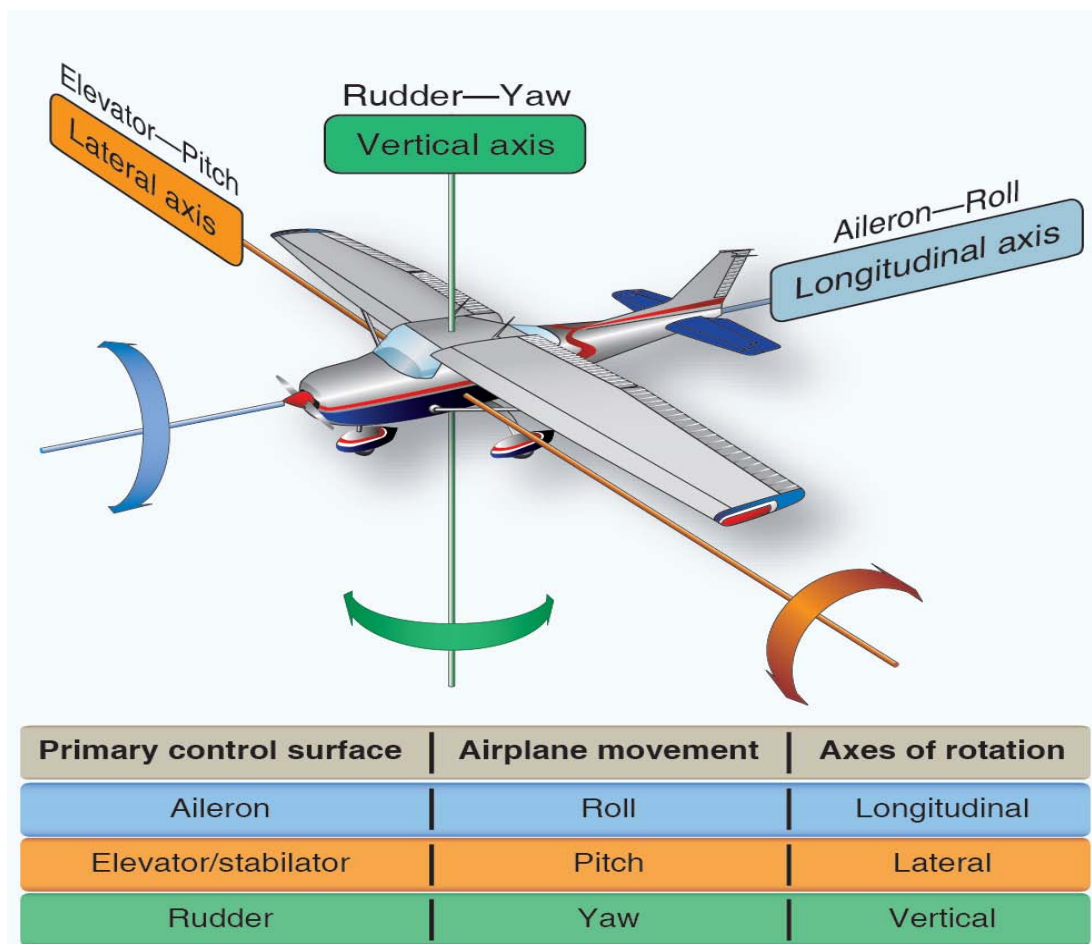 Elevator—Pitch
Lateral axis
Rudder—Yaw
Vertical axis
Aileron—Roll
Longitudinal axis
Primary control surface | Airplane movement | Axes of rotation
Aileron | Roll | Longitudinal
Elevator/stabilator | Pitch | Lateral
Rudder | Yaw | Vertical